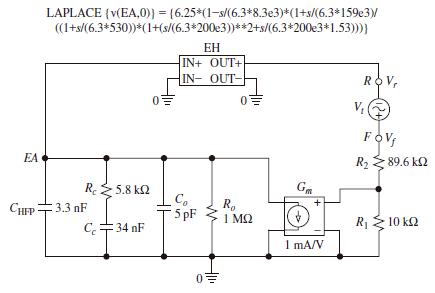 LAPLACE {v(EA,0)} = {6.25*(1−s/(6.3*8.3e3)*(1+s/(6.3*159e3)/
((1+s/(6.3*530))*(1+(s/(6.3*200e3))**2+s/(6.3*200e3*1.53)))}
EH
IN+ OUT+
IN− OUT−
0
0
R Vr
Vt
+
F Vf
EA
R2 89.6 kΩ
Rc 5.8 kΩ
CHFP 3.3 nF
Cc 34 nF
Co
5 pF
Ro
1 MΩ
Gm
+
−
1 mA/V
R1 10 kΩ
0